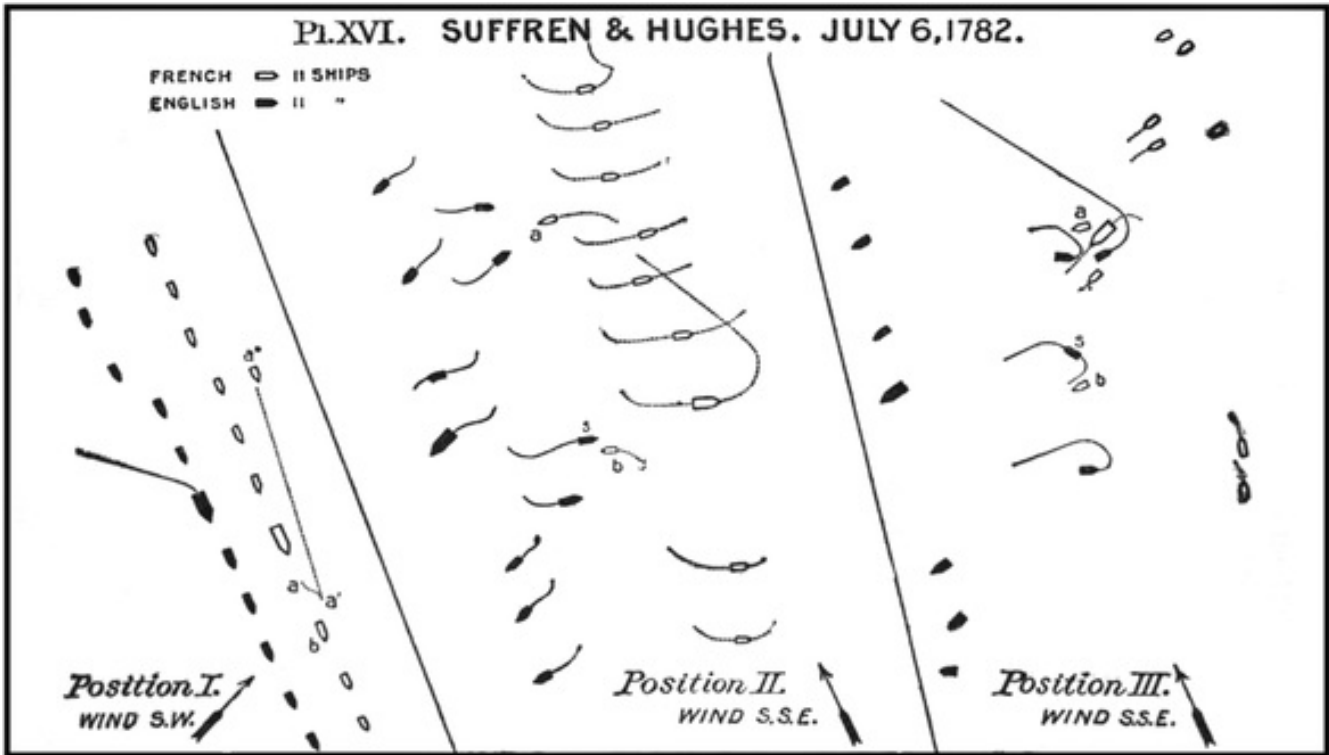 Pl.XVI. SUFFREN & HUGHES. JULY 6,1782.
FRENCH 11 SHIPS
ENGLISH 11 "
a"
a a'
b
Position I.
WIND S.W.
a
s
b
Position II.
WIND S.S.E.
a
s
b
Position III.
WIND S.S.E.